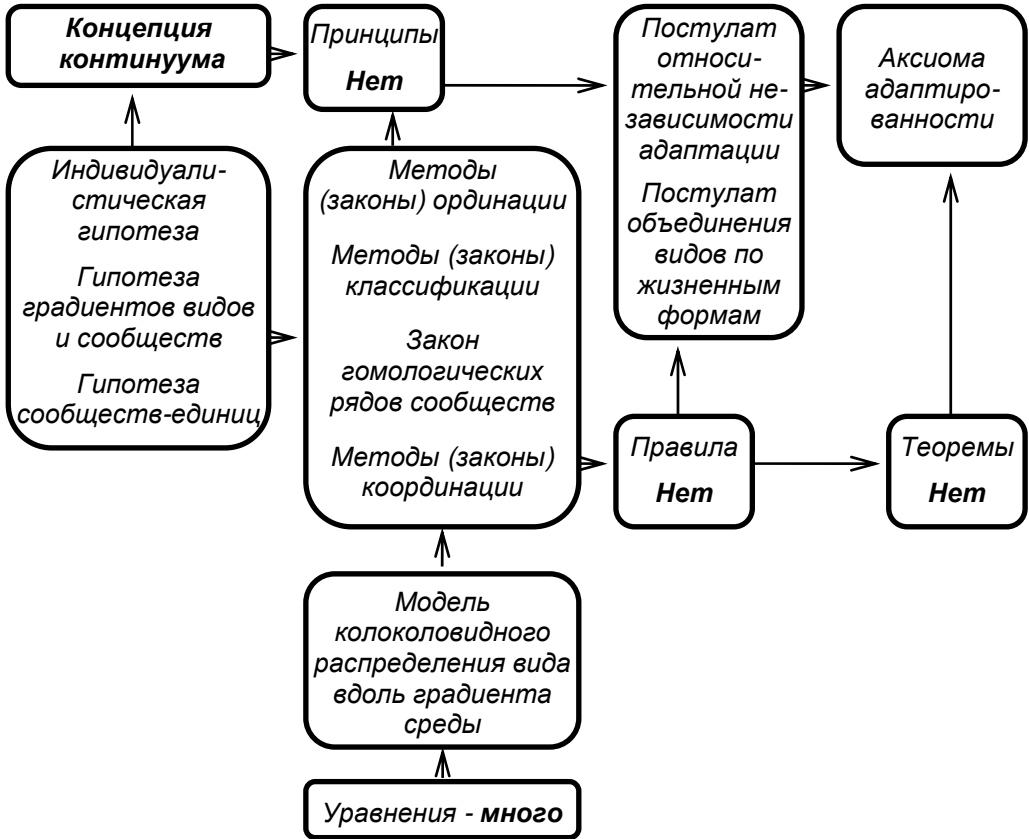 Концепция
континуума
Принципы
Нет
Постулат
относи-
тельной не-
зависимости
адаптации
Постулат
объединения
видов по
жизненным
формам
Аксиома
адаптиро-
ванности
Индивидуали-
стическая
гипотеза
Гипотеза
градиентов видов
и сообществ
Гипотеза
сообществ-единиц
Методы
(законы) ординации
Методы (законы)
классификации
Закон
гомологических
рядов сообществ
Методы (законы)
координации
Правила
Нет
Теоремы
Нет
Модель
колоколовидного
распределения вида
вдоль градиента
среды
Уравнения - много